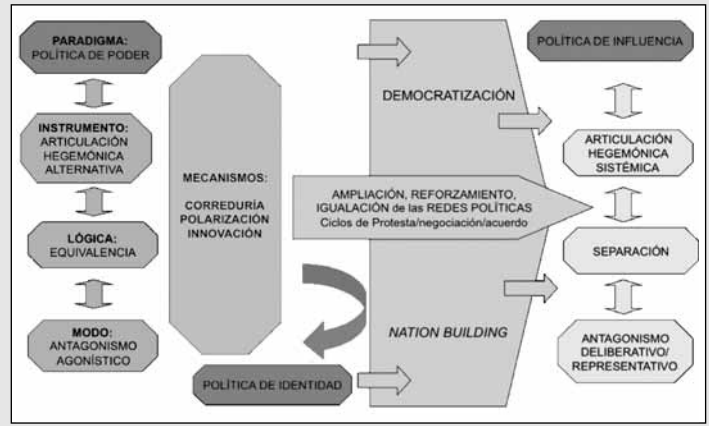 PARADIGMA:
POLÍTICA DE PODER
INSTRUMENTO:
ARTICULACIÓN
HEGEMÓNICA
ALTERNATIVA
LÓGICA:
EQUIVALENCIA
MODO:
ANTAGONISMO
AGONÍSTICO
MECANISMOS:
CORREDURÍA
POLARIZACIÓN
INNOVACIÓN
POLÍTICA DE IDENTIDAD
DEMOCRATIZACIÓN
AMPLIACIÓN, REFORZAMIENTO,
IGUALACIÓN de las REDES POLÍTICAS
Ciclos de Protesta/negociación/acuerdo
NATION BUILDING
POLÍTICA DE INFLUENCIA
ARTICULACIÓN
HEGEMÓNICA
SISTÉMICA
SEPARACIÓN
ANTAGONISMO
DELIBERATIVO/
REPRESENTATIVO